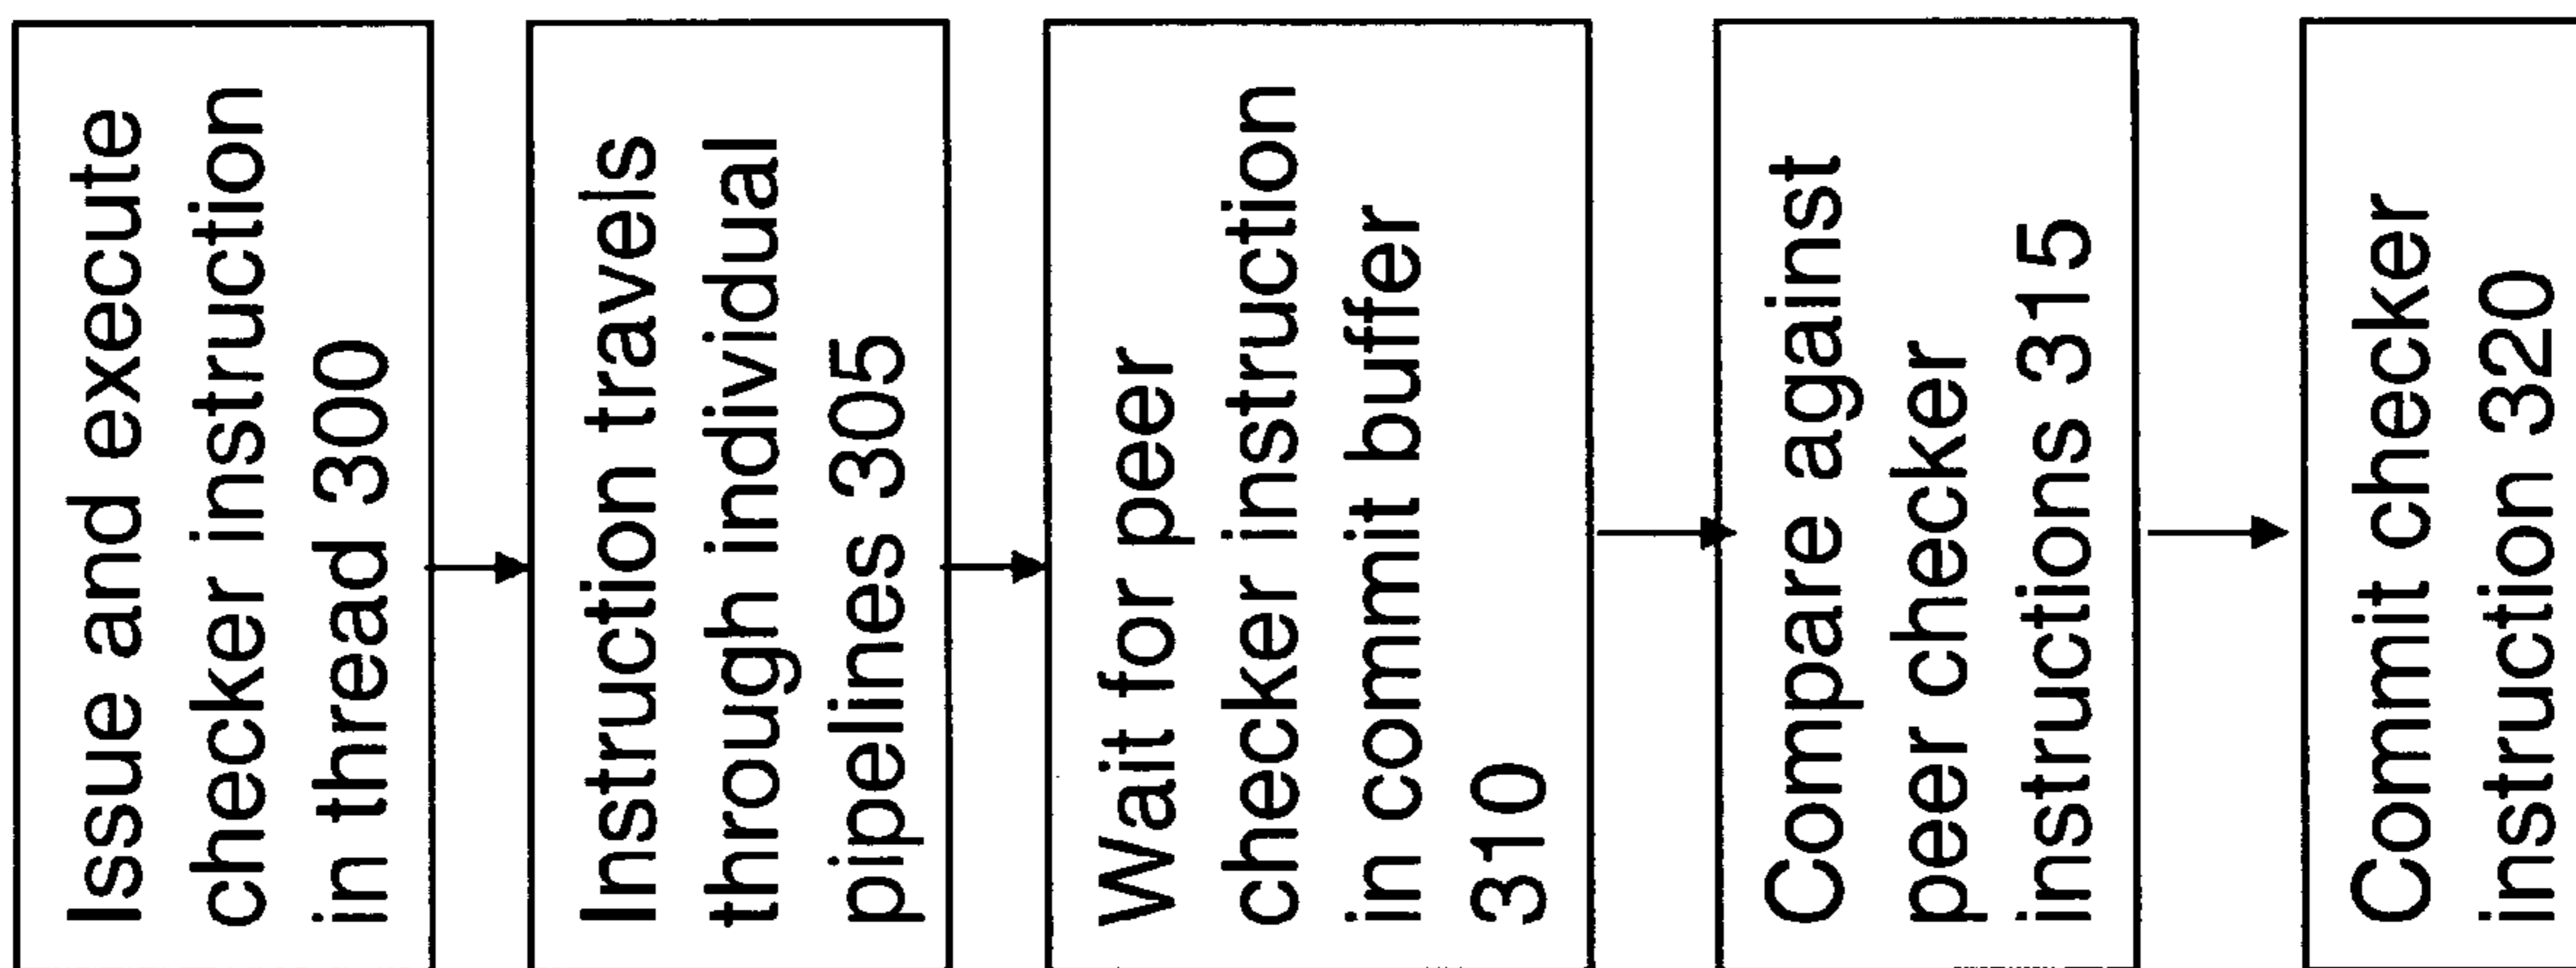 Issue and execute
checker instruction
in thread 300
Instruction travels
through individual
pipelines 305
Wait for peer
checker instruction
in commit buffer
310
Compare against
peer checker
instructions 315
Commit checker
instruction 320